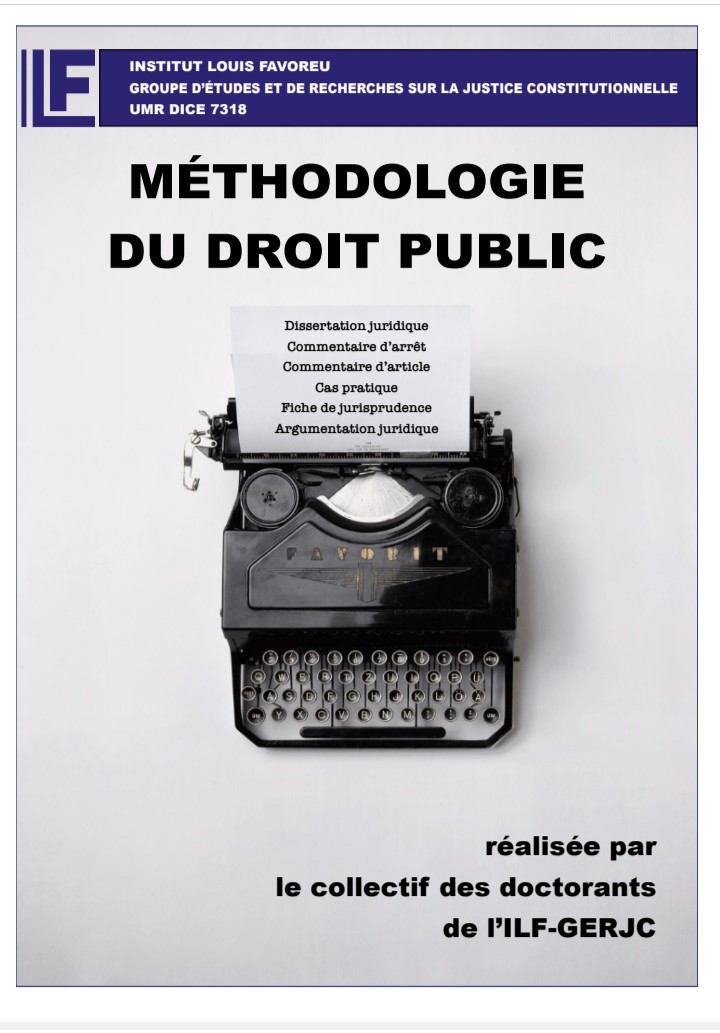 ILF
INSTITUT LOUIS FAVOREU
GROUPE D'ÉTUDES ET DE RECHERCHES SUR LA JUSTICE CONSTITUTIONNELLE
UMR DICE 7318
MÉTHODOLOGIE
DU DROIT PUBLIC
Dissertation juridique
Commentaire d'arrêt
Commentaire d'article
Cas pratique
Fiche de jurisprudence
Argumentation juridique
FAVORIT
Q W E R T Z U I O P Ü
A S D F G H J K L Ö Ä
Y X C V B N M
réalisée par
le collectif des doctorants
de l'ILF-GERJC